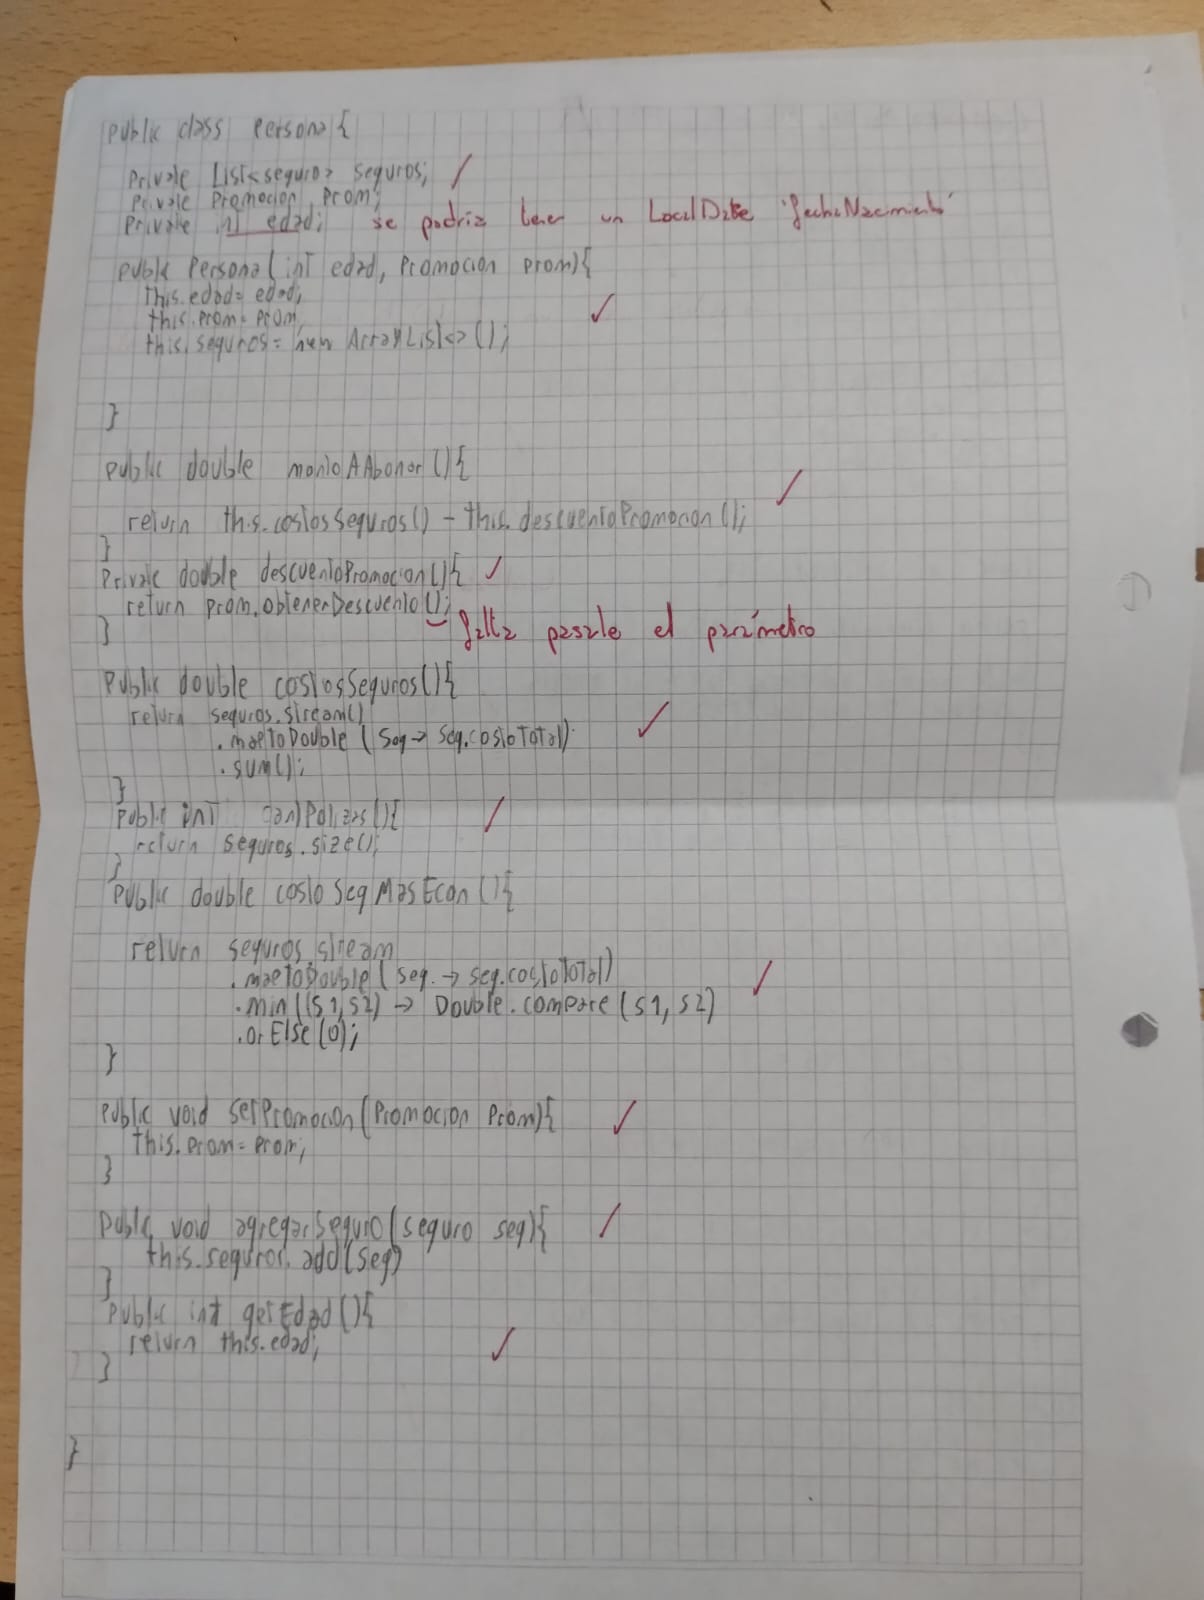 public class Persona{
Private List<seguro> seguros; ✓
Private Promocion prom;
Private int edad; se podría tener un LocalDate 'fechaNacimiento'
public Persona(int edad, Promocion prom){
this.edad= edad;
this.prom= prom, ✓
this.seguros= new ArrayList<>();
}
public double montoAAbonar(){
return this.costosSeguros() - this.descuentoPromocion(); ✓
}
Private double descuentoPromocion(){ ✓
return prom.obtenerDescuento();
} falta pasale el parámetro
Public double costosSeguros(){
return seguros.stream()
.maptoDouble (seg-> seg.costoTotal) ✓
.sum();
}
Public int cantPolizas(){ ✓
return seguros.size();
}
Public double costoSegMasEcon(){
return seguros.stream
.maptoDouble (seg.-> seg.costoTotal) ✓
.min((s1,s2) -> Double.compare(s1,s2)
.orElse(0);
}
public void setPromocion(Promocion Prom){ ✓
this.prom= prom;
}
Public void agregarSeguro(seguro seg){ ✓
this.seguros.add(seg)
}
Public int getEdad(){
return this.edad; ✓
}
}